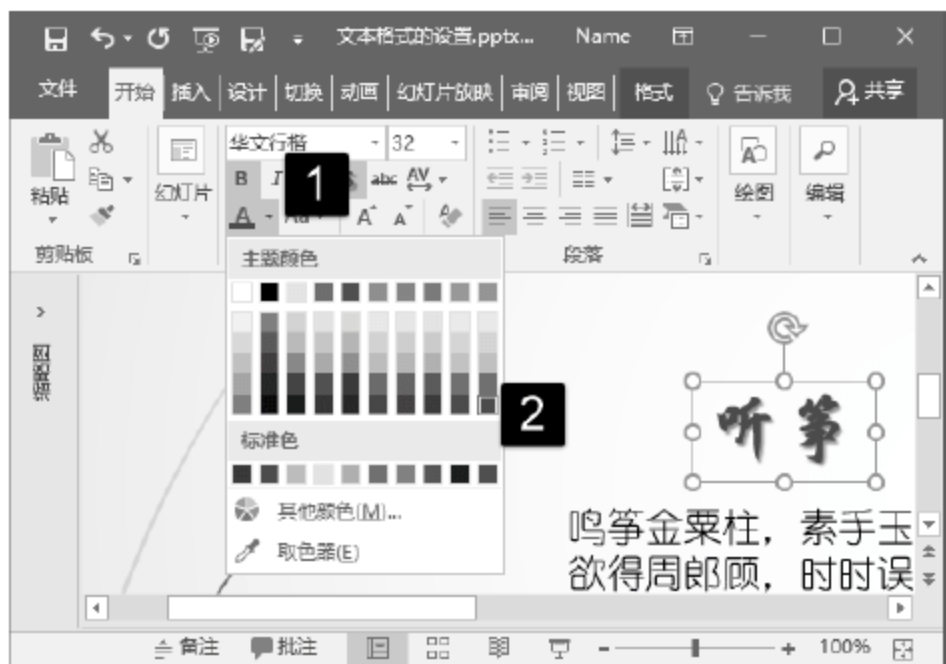 文本格式的设置.pptx... Name
文件 开始 插入 设计 切换 动画 幻灯片放映 审阅 视图 格式 告诉我 共享
华文行楷 32
B I abc AV
粘贴 幻灯片 绘图 编辑
A Aa A A
剪贴板 段落
1
主题颜色
2
标准色
其他颜色(M)...
取色器(E)
缩略图
听筝
鸣筝金粟柱，素手玉
欲得周郎顾，时时误
备注 批注 100%